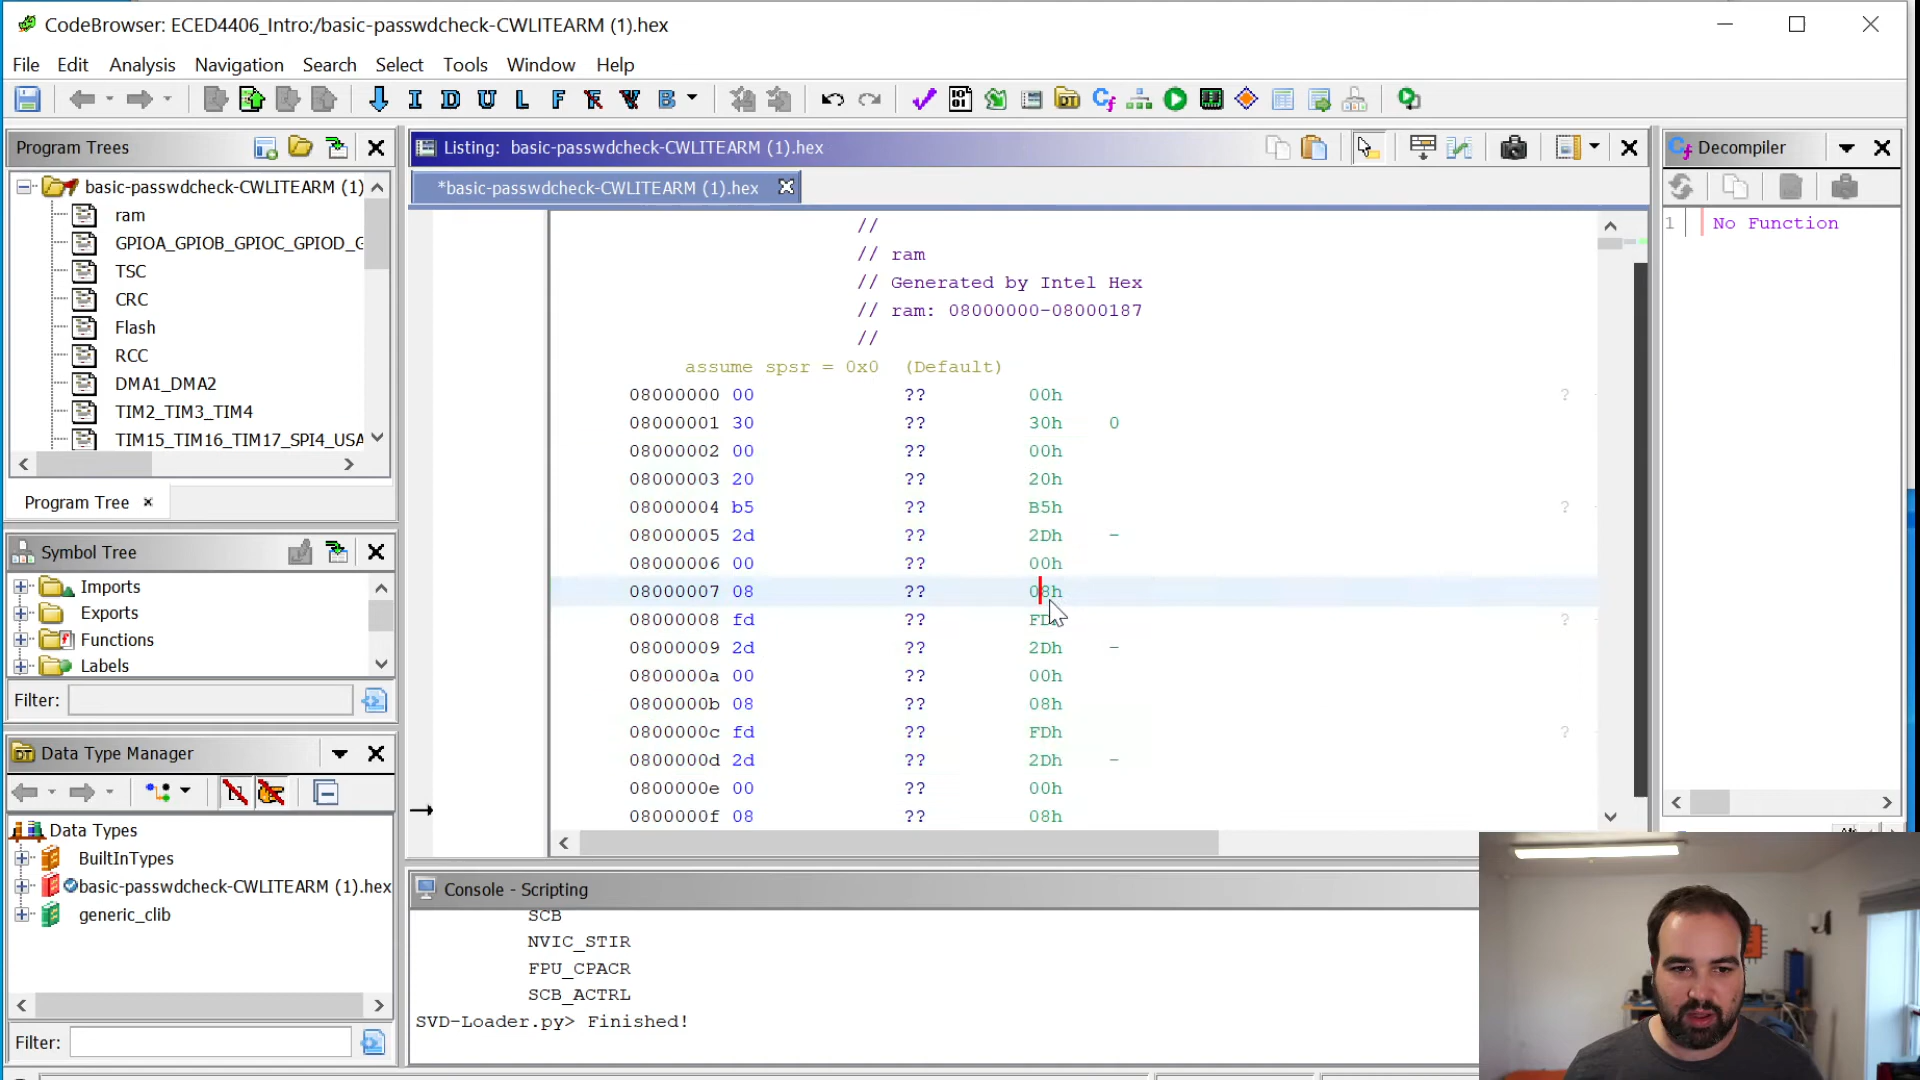 CodeBrowser: ECED4406_Intro:/basic-passwdcheck-CWLITEARM (1).hex
File Edit Analysis Navigation Search Select Tools Window Help
I D U L F B
Program Trees
basic-passwdcheck-CWLITEARM (1)
ram
GPIOA_GPIOB_GPIOC_GPIOD_G
TSC
CRC
Flash
RCC
DMA1_DMA2
TIM2_TIM3_TIM4
TIM15_TIM16_TIM17_SPI4_USA
Program Tree ×
Symbol Tree
Imports
Exports
Functions
Labels
Filter:
Data Type Manager
Data Types
BuiltInTypes
basic-passwdcheck-CWLITEARM (1).hex
generic_clib
Filter:
Listing: basic-passwdcheck-CWLITEARM (1).hex
*basic-passwdcheck-CWLITEARM (1).hex
//
// ram
// Generated by Intel Hex
// ram: 08000000-08000187
//
assume spsr = 0x0 (Default)
08000000 00 ?? 00h ?
08000001 30 ?? 30h 0
08000002 00 ?? 00h
08000003 20 ?? 20h
08000004 b5 ?? B5h ?
08000005 2d ?? 2Dh -
08000006 00 ?? 00h
08000007 08 ?? 08h
08000008 fd ?? ?
08000009 2d ?? 2Dh -
0800000a 00 ?? 00h
0800000b 08 ?? 08h
0800000c fd ?? FDh ?
0800000d 2d ?? 2Dh -
0800000e 00 ?? 00h
0800000f 08 ?? 08h
Decompiler
1 No Function
Console - Scripting
SCB
NVIC_STIR
FPU_CPACR
SCB_ACTRL
SVD-Loader.py> Finished!